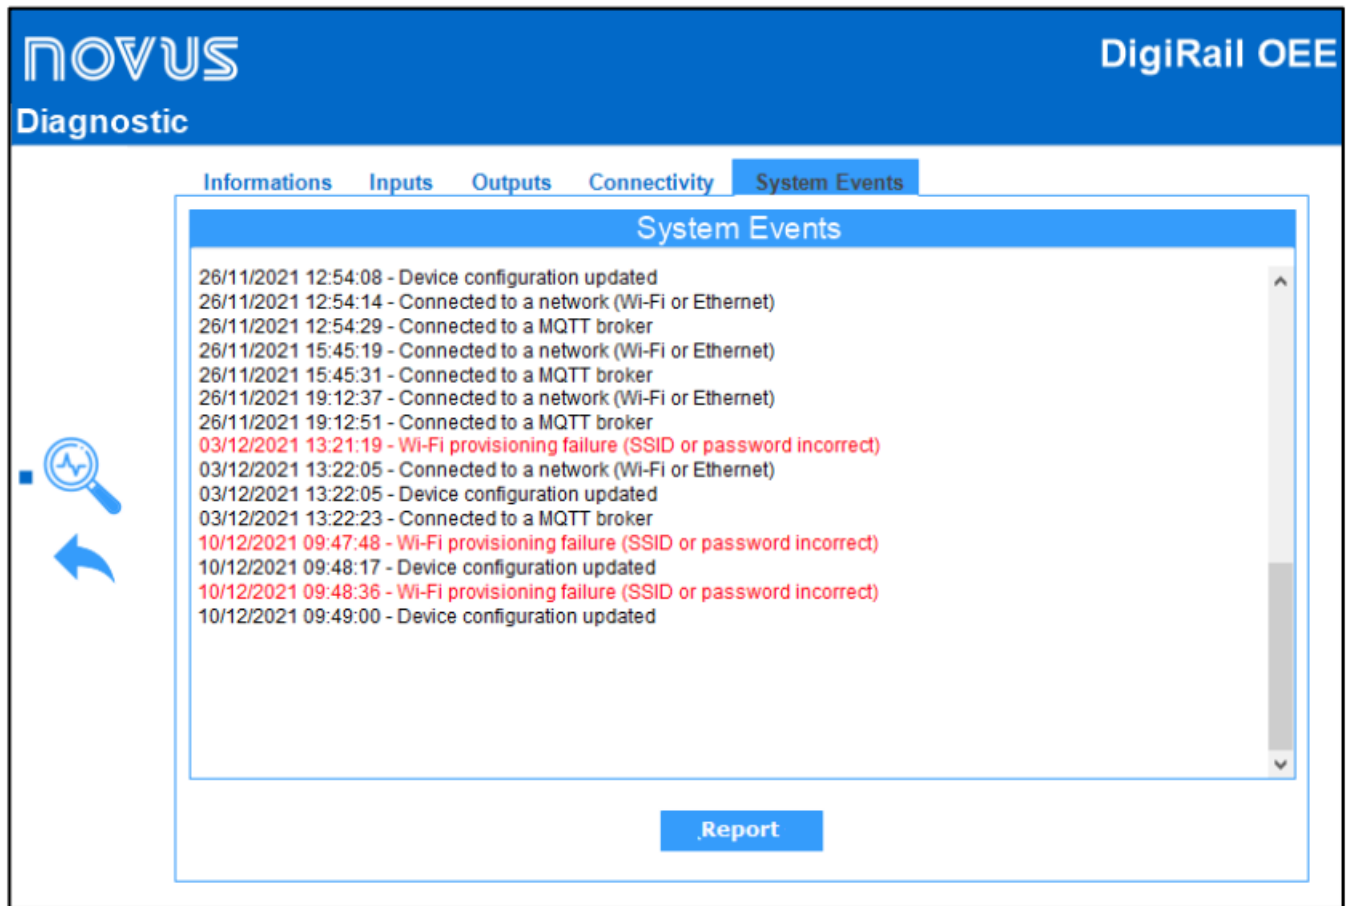 NOVUS
DigiRail OEE
Diagnostic
Informations Inputs Outputs Connectivity System Events
System Events
26/11/2021 12:54:08 - Device configuration updated
26/11/2021 12:54:14 - Connected to a network (Wi-Fi or Ethernet)
26/11/2021 12:54:29 - Connected to a MQTT broker
26/11/2021 15:45:19 - Connected to a network (Wi-Fi or Ethernet)
26/11/2021 15:45:31 - Connected to a MQTT broker
26/11/2021 19:12:37 - Connected to a network (Wi-Fi or Ethernet)
26/11/2021 19:12:51 - Connected to a MQTT broker
03/12/2021 13:21:19 - Wi-Fi provisioning failure (SSID or password incorrect)
03/12/2021 13:22:05 - Connected to a network (Wi-Fi or Ethernet)
03/12/2021 13:22:05 - Device configuration updated
03/12/2021 13:22:23 - Connected to a MQTT broker
10/12/2021 09:47:48 - Wi-Fi provisioning failure (SSID or password incorrect)
10/12/2021 09:48:17 - Device configuration updated
10/12/2021 09:48:36 - Wi-Fi provisioning failure (SSID or password incorrect)
10/12/2021 09:49:00 - Device configuration updated
Report